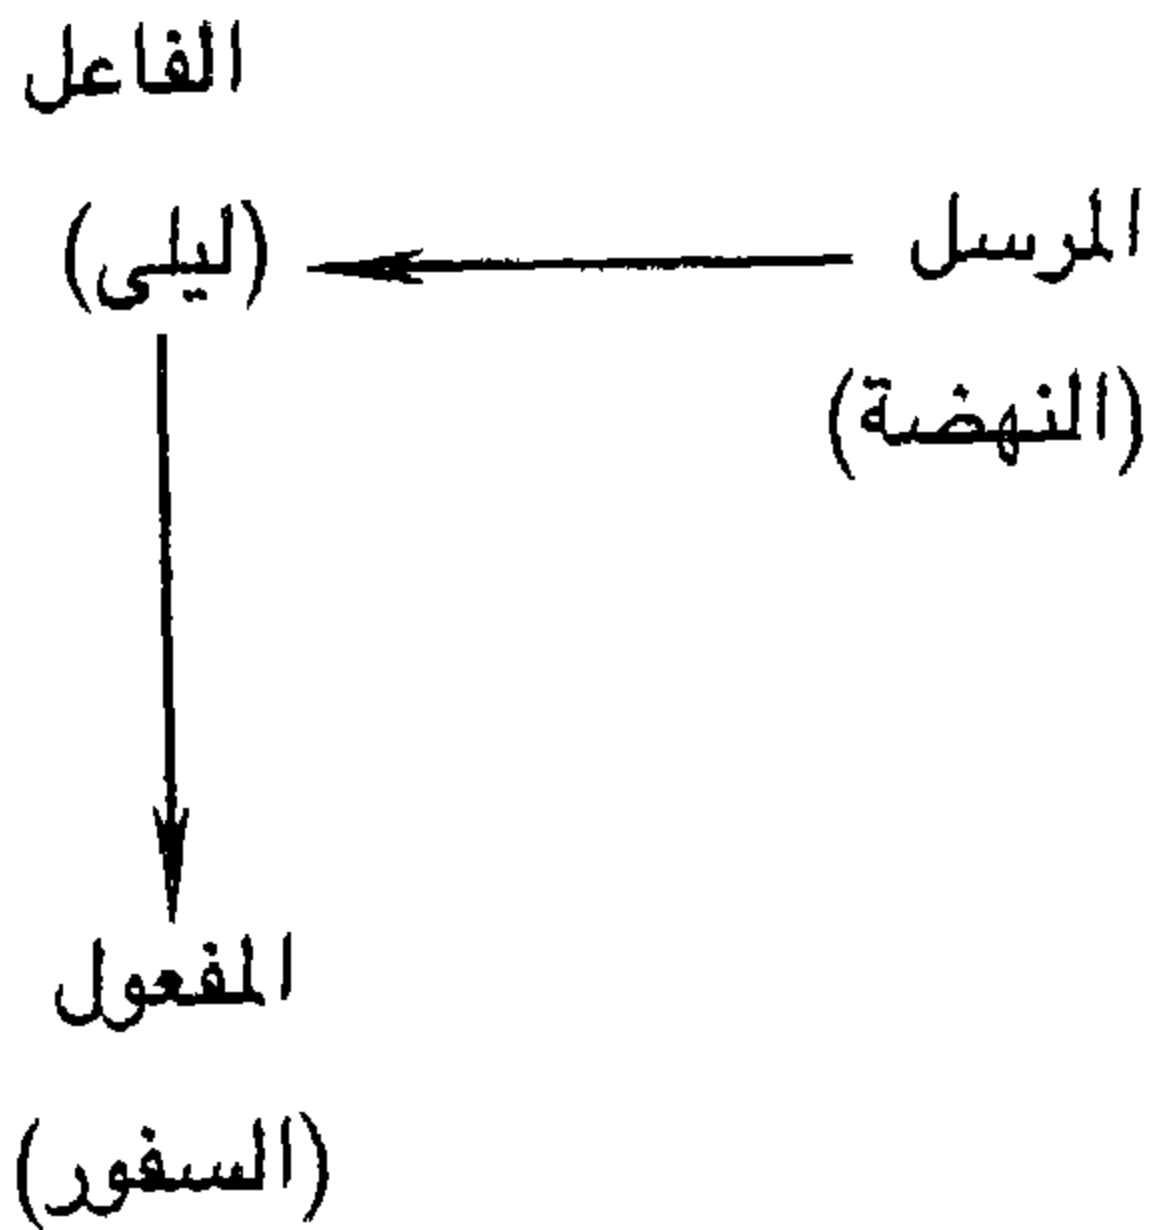 الفاعل
المرسل
(ليلى)
(النهضة)
المفعول
(السفور)